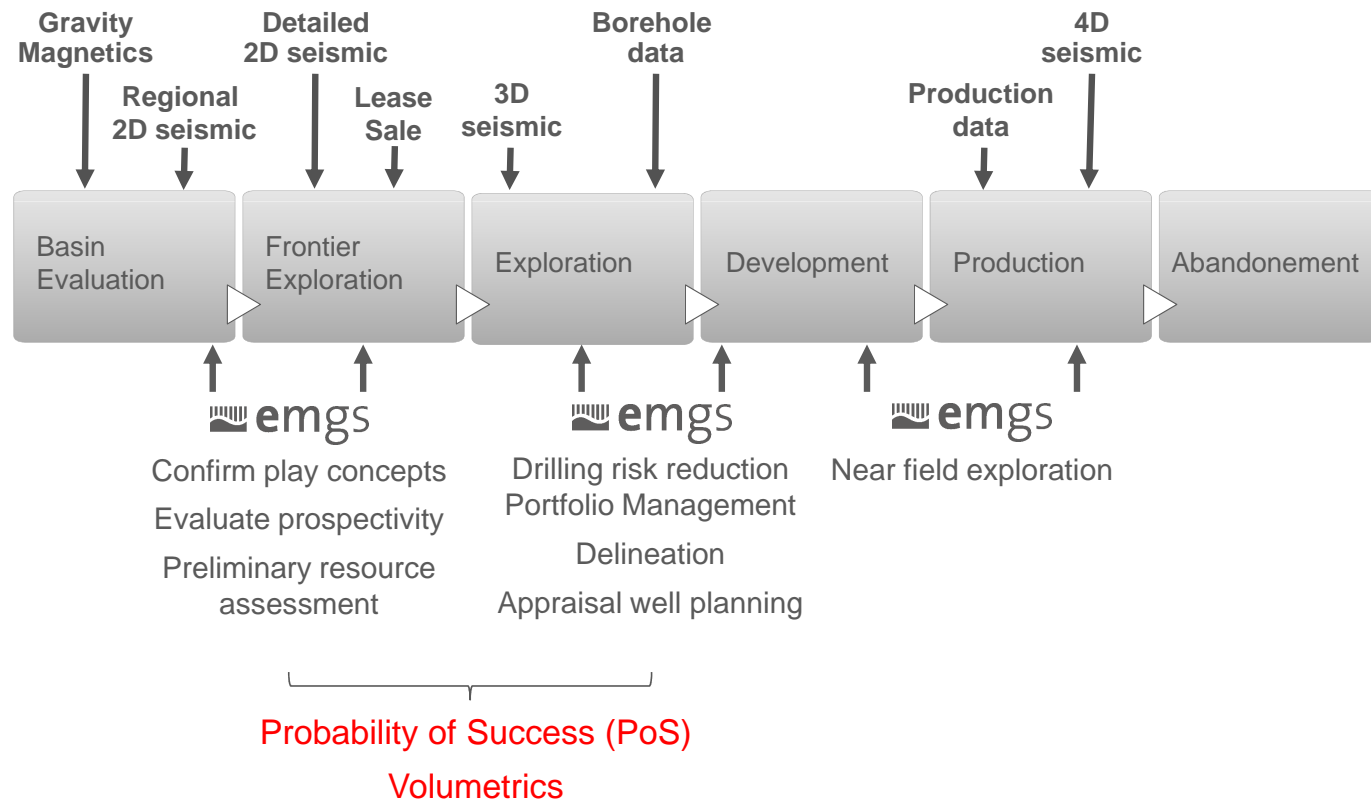 Gravity
Magnetics
Regional
2D seismic
Detailed
2D seismic
Lease
Sale
3D
seismic
Borehole
data
Production
data
4D
seismic
Basin
Evaluation
Frontier
Exploration
Exploration
Development
Production
Abandonement
emgs
Confirm play concepts
Evaluate prospectivity
Preliminary resource
assessment
emgs
Drilling risk reduction
Portfolio Management
Delineation
Appraisal well planning
emgs
Near field exploration
Probability of Success (PoS)
Volumetrics